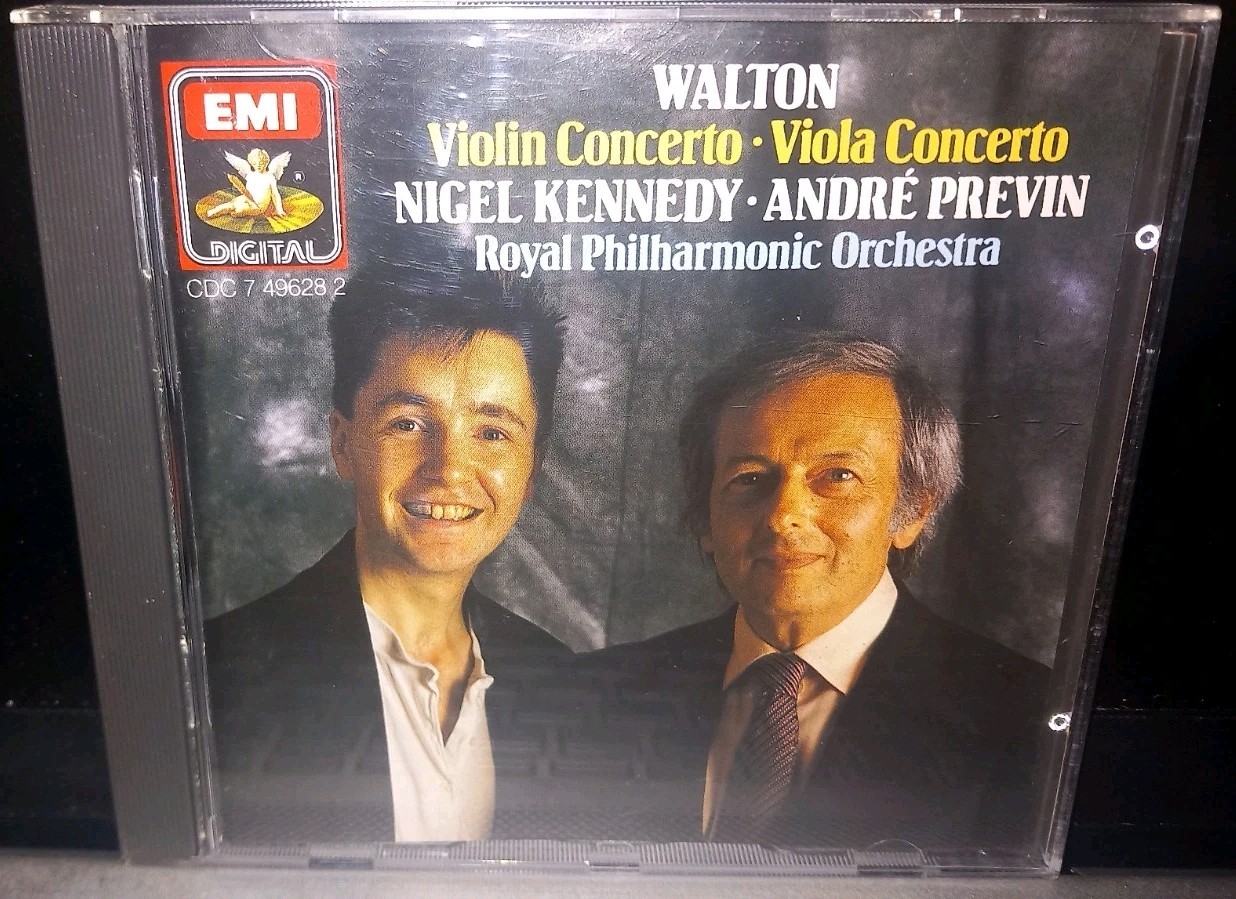 WALTON
Violin Concerto · Viola Concerto
NIGEL KENNEDY · ANDRÉ PREVIN
Royal Philharmonic Orchestra
EMI
®
DIGITAL
CDC 7 49628 2